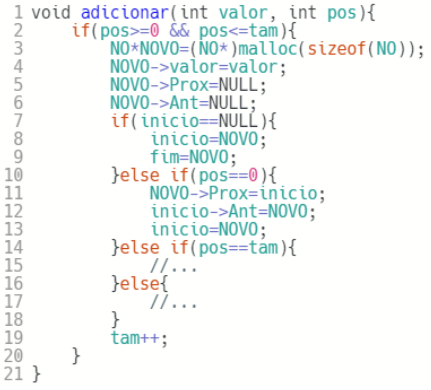 1 void adicionar(int valor, int pos){
2     if(pos>=0 && pos<=tam){
3         NO*NOVO=(NO*)malloc(sizeof(NO));
4         NOVO->valor=valor;
5         NOVO->Prox=NULL;
6         NOVO->Ant=NULL;
7         if(inicio==NULL){
8             inicio=NOVO;
9             fim=NOVO;
10         }else if(pos==0){
11             NOVO->Prox=inicio;
12             inicio->Ant=NOVO;
13             inicio=NOVO;
14         }else if(pos==tam){
15             //...
16         }else{
17             //...
18         }
19         tam++;
20     }
21 }